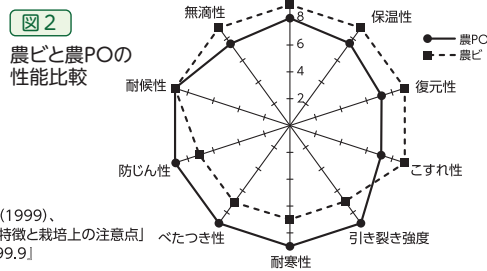 図2
農ビと農POの
性能比較
無滴性
保温性
農PO
農ビ
耐候性
復元性
防じん性
こすれ性
べたつき性
引き裂き強度
耐寒性
8
6
4
2
(1999)、
特徴と栽培上の注意点」
99.9』